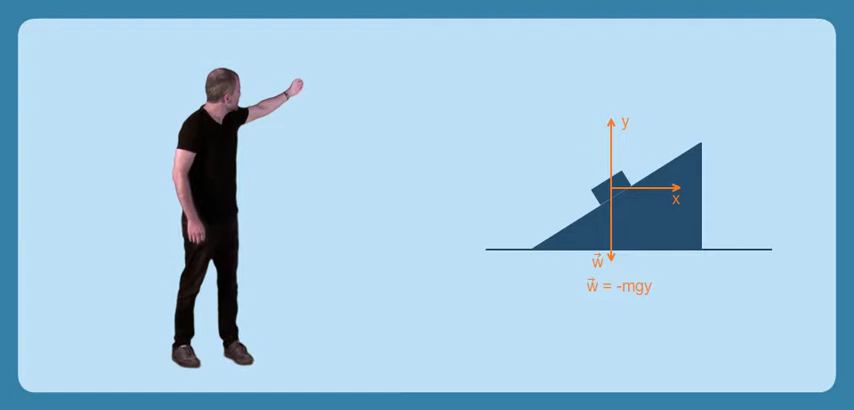 y
x
w⃗
w⃗ = -mgy